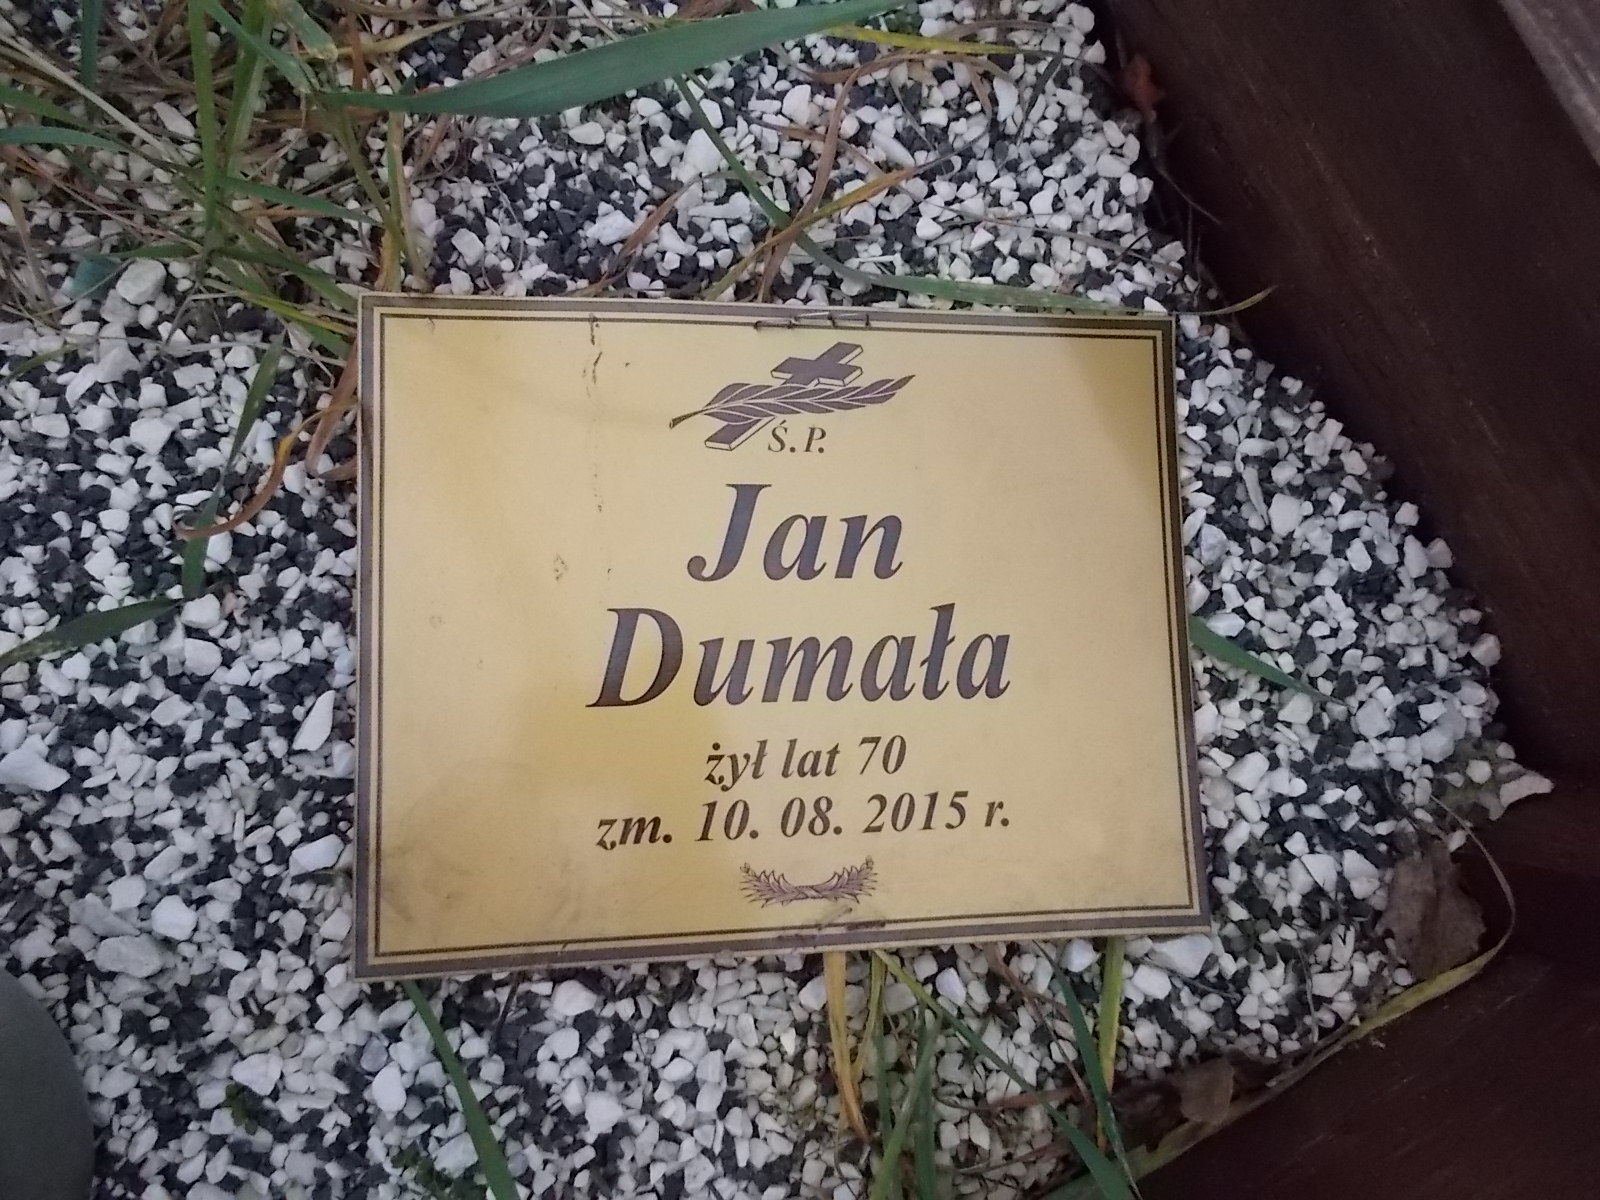 Ś.P.
Jan
Dumała
żył lat 70
zm. 10. 08. 2015 r.